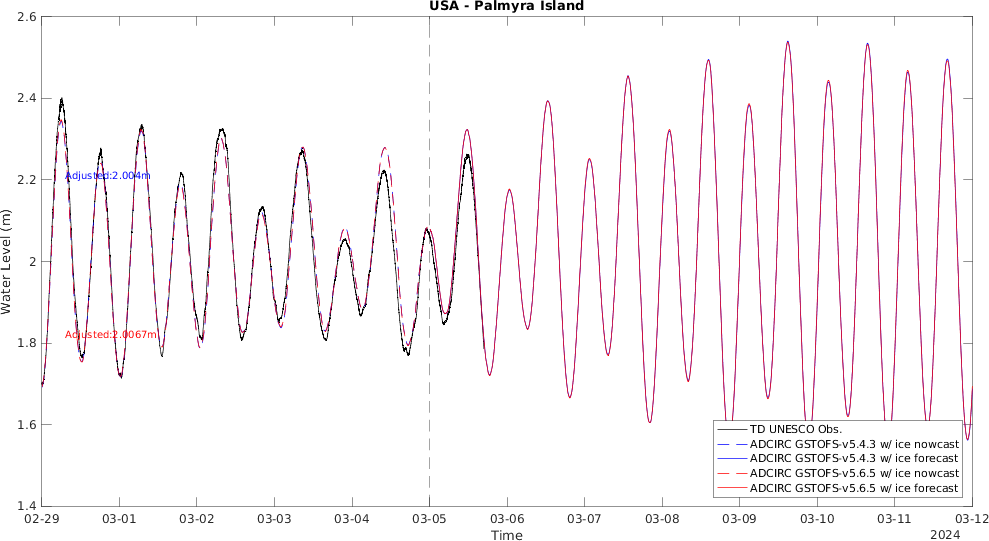 USA - Palmyra Island
2.6
2.4
2.2
2
1.8
1.6
1.4
Water Level (m)
Adjusted:2.004m
Adjusted:2.0067m
TD UNESCO Obs.
ADCIRC GSTOFS-v5.4.3 w/ ice nowcast
ADCIRC GSTOFS-v5.4.3 w/ ice forecast
ADCIRC GSTOFS-v5.6.5 w/ ice nowcast
ADCIRC GSTOFS-v5.6.5 w/ ice forecast
02-29 03-01 03-02 03-03 03-04 03-05 03-06 03-07 03-08 03-09 03-10 03-11 03-12
Time
2024